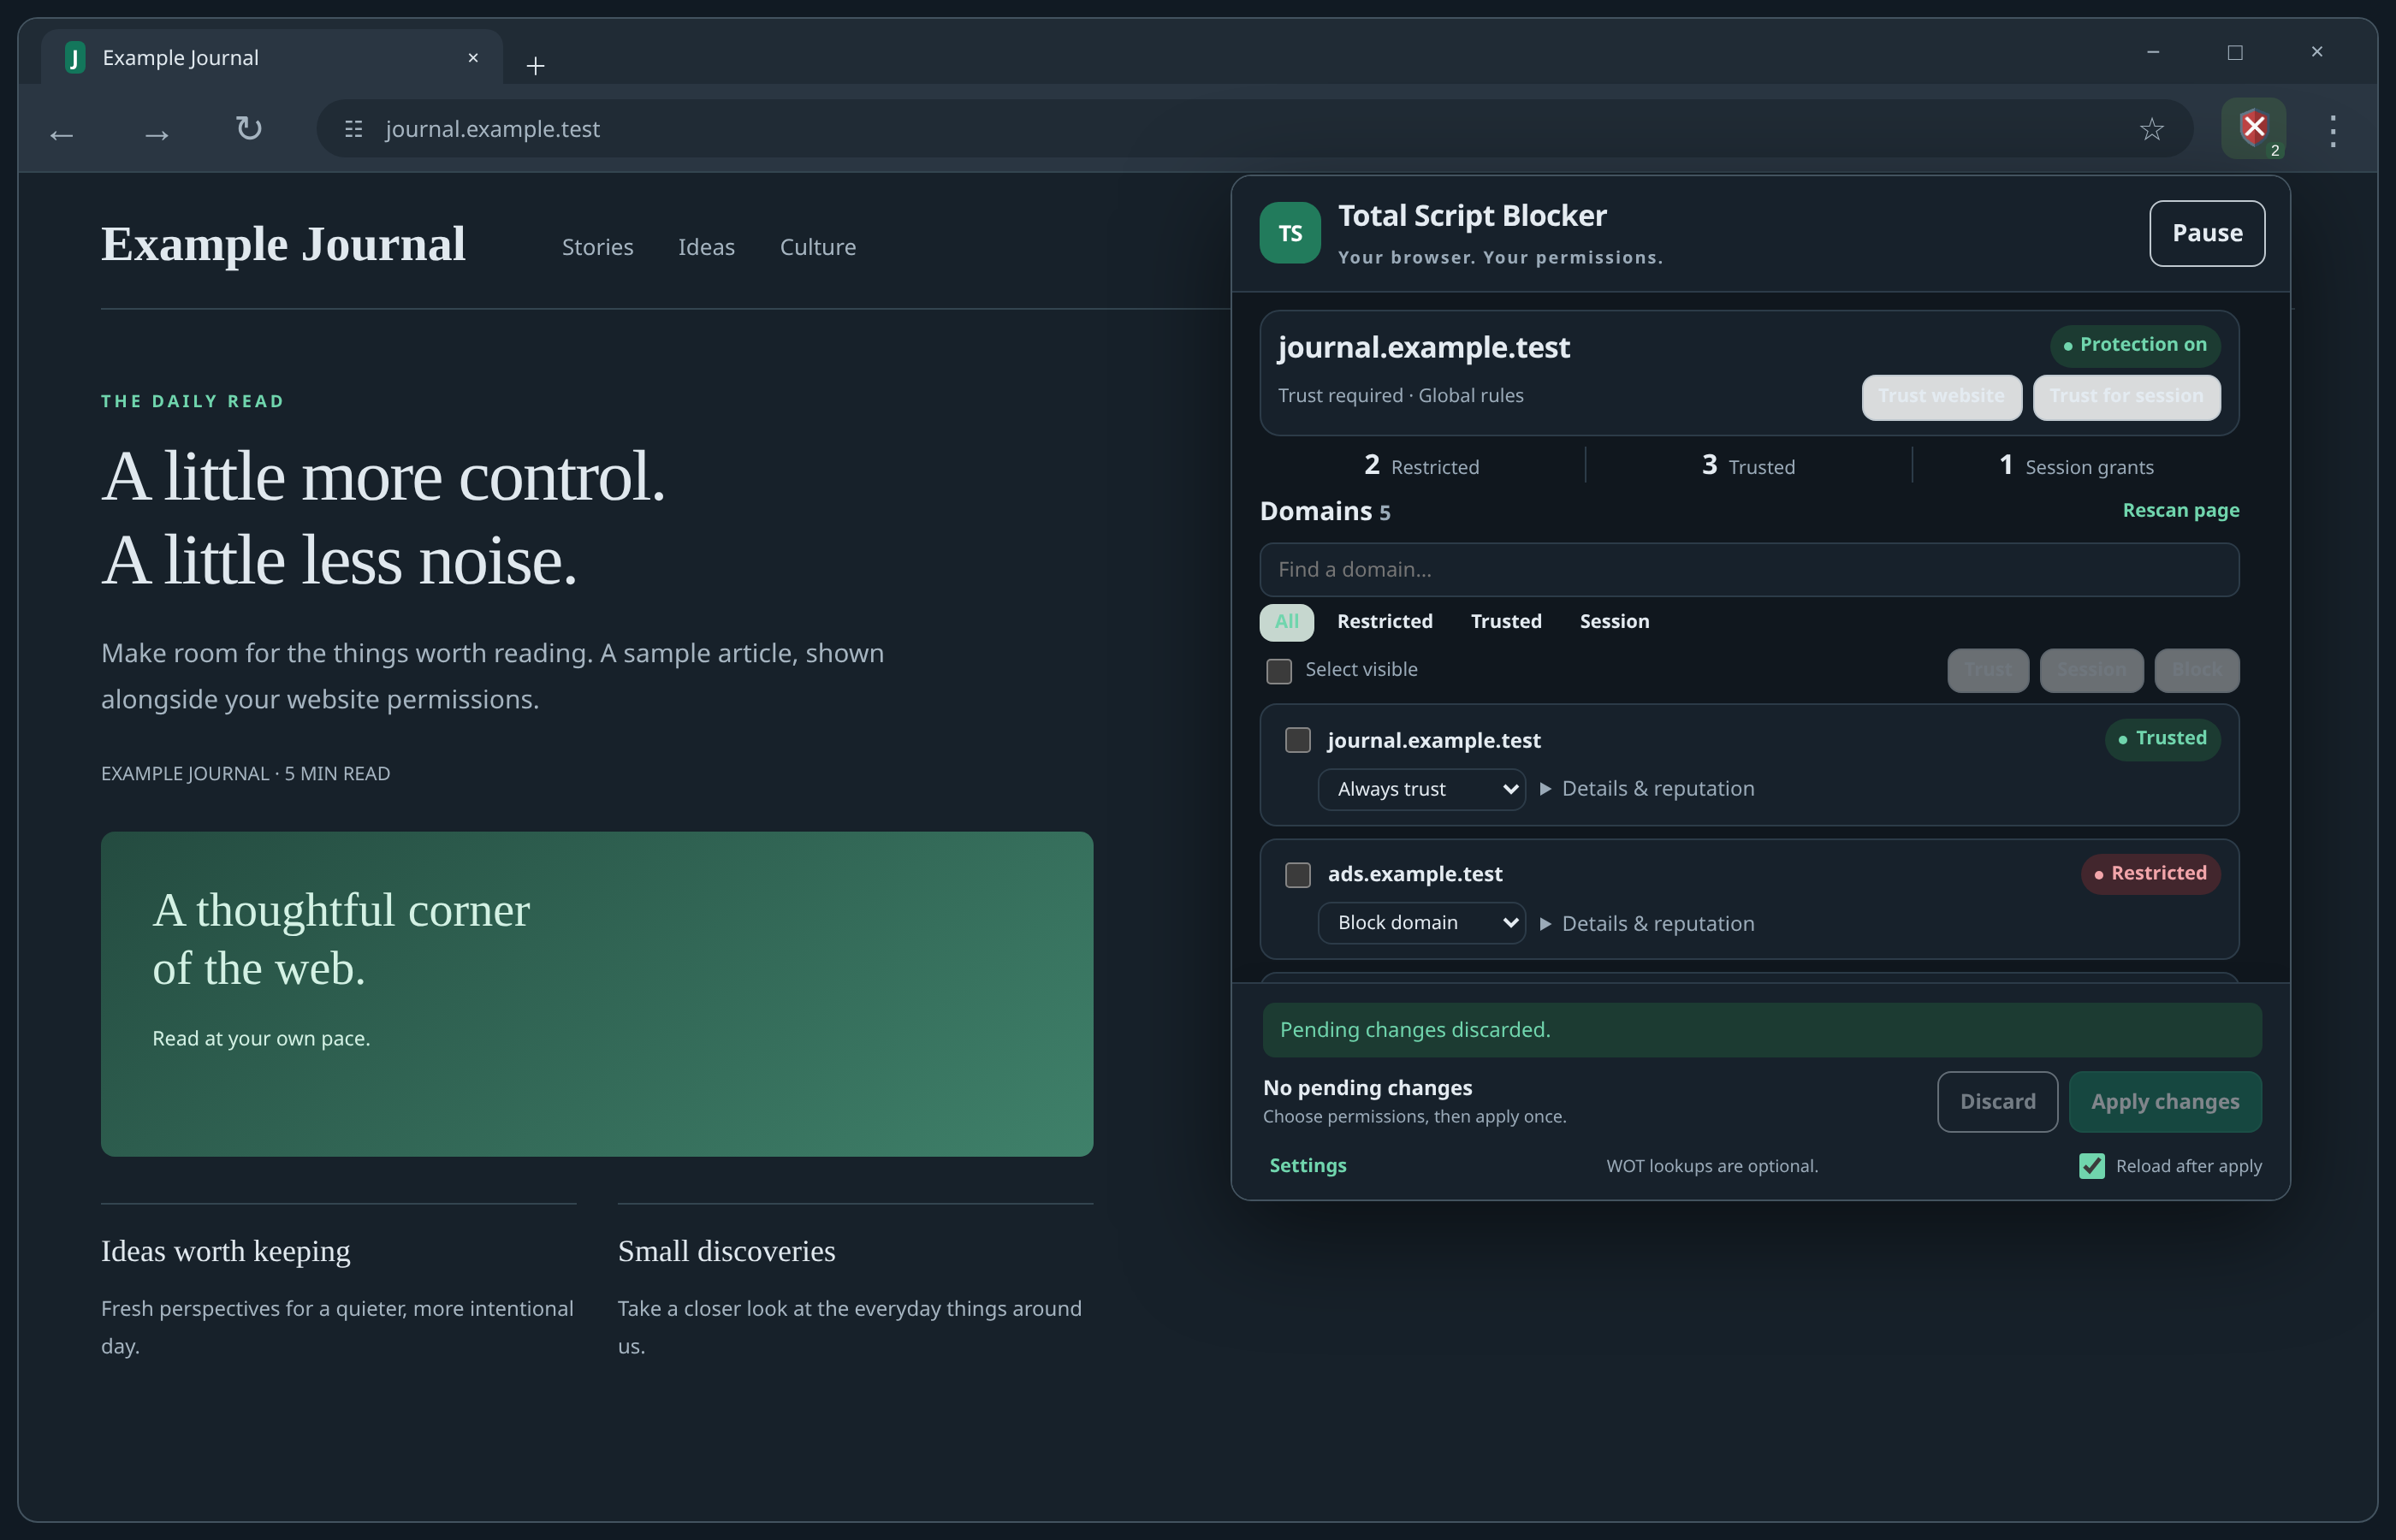 J Example Journal
journal.example.test
2
Example Journal
Stories Ideas Culture
THE DAILY READ
A little more control.
A little less noise.
Make room for the things worth reading. A sample article, shown
alongside your website permissions.
EXAMPLE JOURNAL · 5 MIN READ
A thoughtful corner
of the web.
Read at your own pace.
Ideas worth keeping
Fresh perspectives for a quieter, more intentional
day.
Small discoveries
Take a closer look at the everyday things around
us.
TS Total Script Blocker
Your browser. Your permissions.
Pause
journal.example.test
Protection on
Trust required · Global rules
Trust website Trust for session
2 Restricted 3 Trusted 1 Session grants
Domains 5 Rescan page
Find a domain...
All Restricted Trusted Session
Select visible Trust Session Block
journal.example.test Trusted
Always trust Details & reputation
ads.example.test Restricted
Block domain Details & reputation
Pending changes discarded.
No pending changes
Choose permissions, then apply once.
Discard Apply changes
Settings WOT lookups are optional. Reload after apply